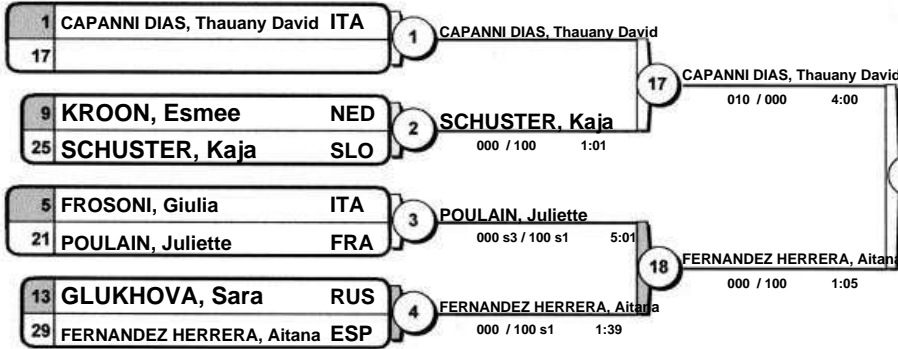 1 CAPANNI DIAS, Thauany David ITA
17
1
CAPANNI DIAS, Thauany David
9 KROON, Esmee NED
25 SCHUSTER, Kaja SLO
2
SCHUSTER, Kaja
000 / 100 1:01
17
CAPANNI DIAS, Thauany David
010 / 000 4:00
5 FROSONI, Giulia ITA
21 POULAIN, Juliette FRA
3
POULAIN, Juliette
000 s3 / 100 s1 5:01
13 GLUKHOVA, Sara RUS
29 FERNANDEZ HERRERA, Aitana ESP
4
FERNANDEZ HERRERA, Aitana
000 / 100 s1 1:39
18
FERNANDEZ HERRERA, Aitana
000 / 100 1:05